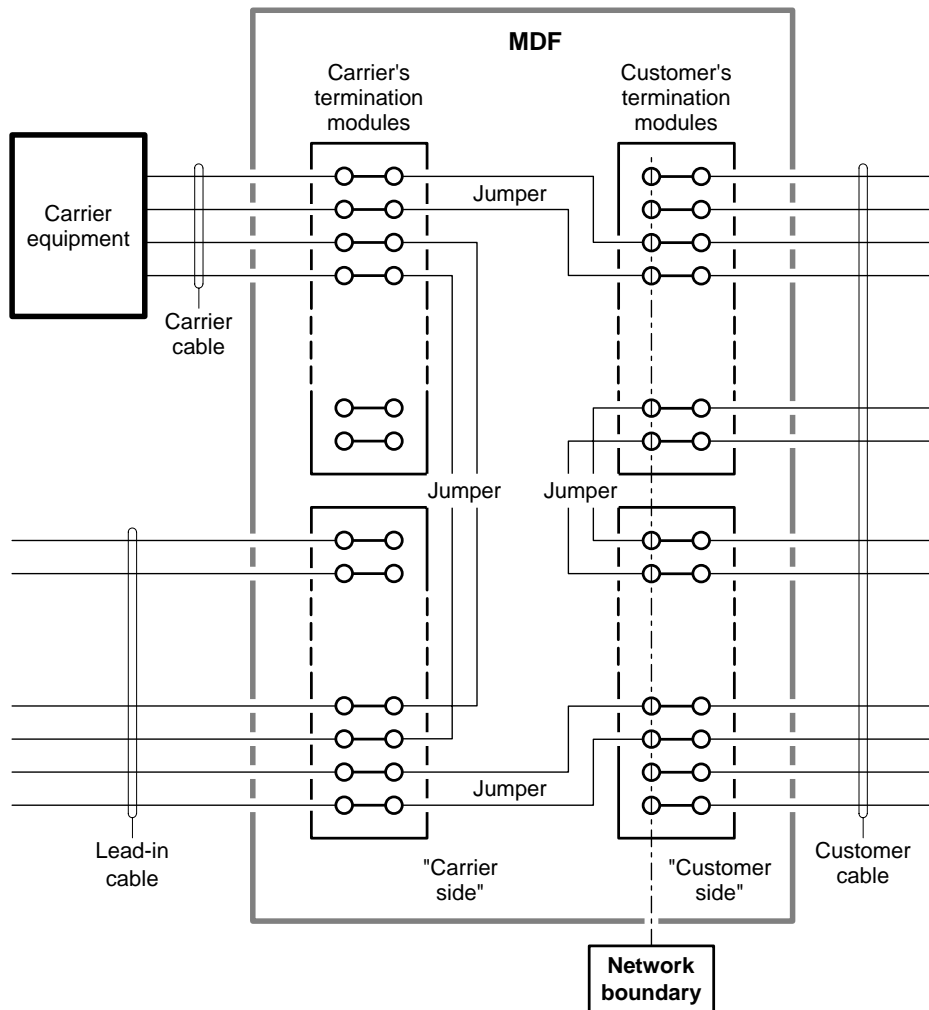 MDF
Carrier's
termination
modules
Customer's
termination
modules
Carrier
equipment
Jumper
Carrier
cable
Jumper
Jumper
Jumper
Lead-in
cable
"Carrier
side"
"Customer
side"
Customer
cable
Network
boundary